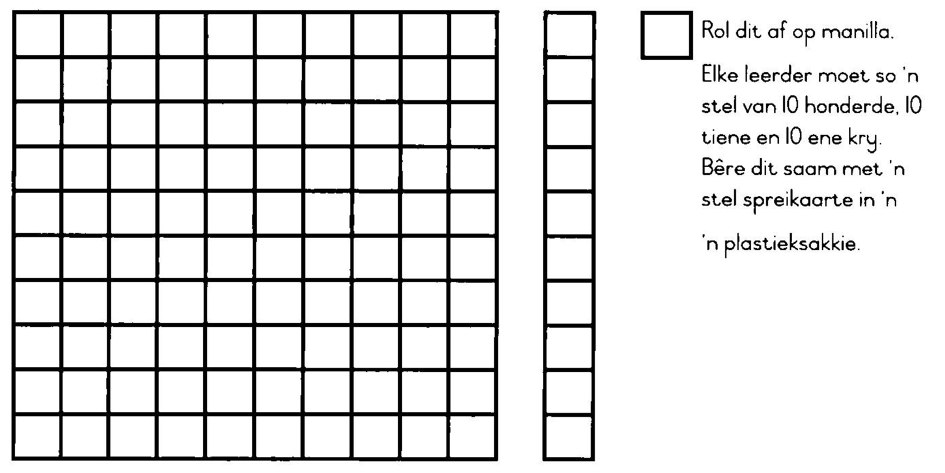 Rol dit af op manilla.
Elke leerder moet so 'n
stel van 10 honderde, 10
tiene en 10 ene kry.
Bêre dit saam met 'n
stel spreikaarte in 'n
'n plastieksakkie.